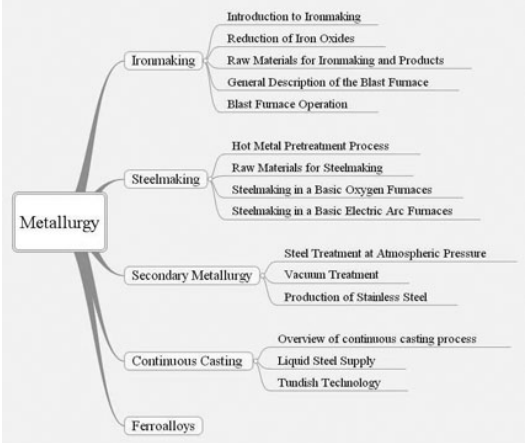 Metallurgy
Ironmaking
Introduction to Ironmaking
Reduction of Iron Oxides
Raw Materials for Ironmaking and Products
General Description of the Blast Furnace
Blast Furnace Operation
Steelmaking
Hot Metal Pretreatment Process
Raw Materials for Steelmaking
Steelmaking in a Basic Oxygen Furnaces
Steelmaking in a Basic Electric Arc Furnaces
Secondary Metallurgy
Steel Treatment at Atmospheric Pressure
Vacuum Treatment
Production of Stainless Steel
Continuous Casting
Overview of continuous casting process
Liquid Steel Supply
Tundish Technology
Ferroalloys